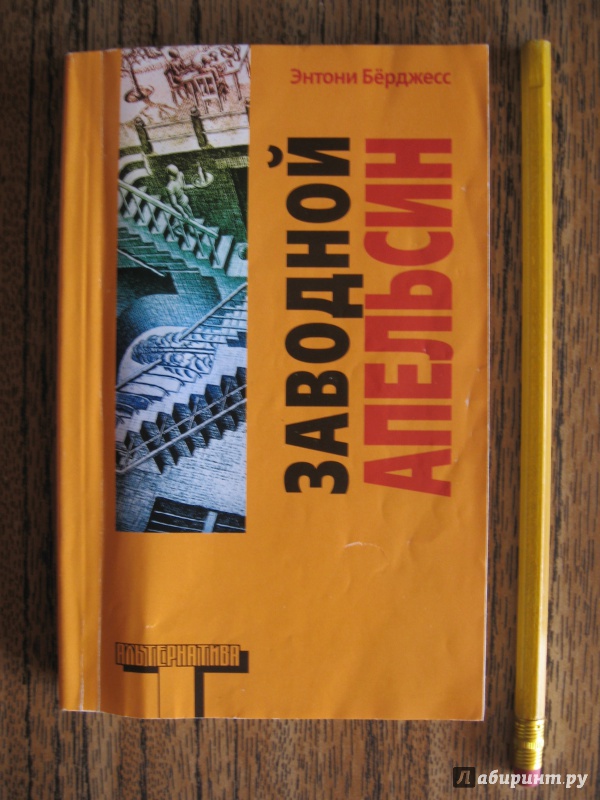 Энтони Бёрджесс
ЗАВОДНОЙ
АПЕЛЬСИН
АЛЬТЕРНАТИВА
Лабиринт.ру